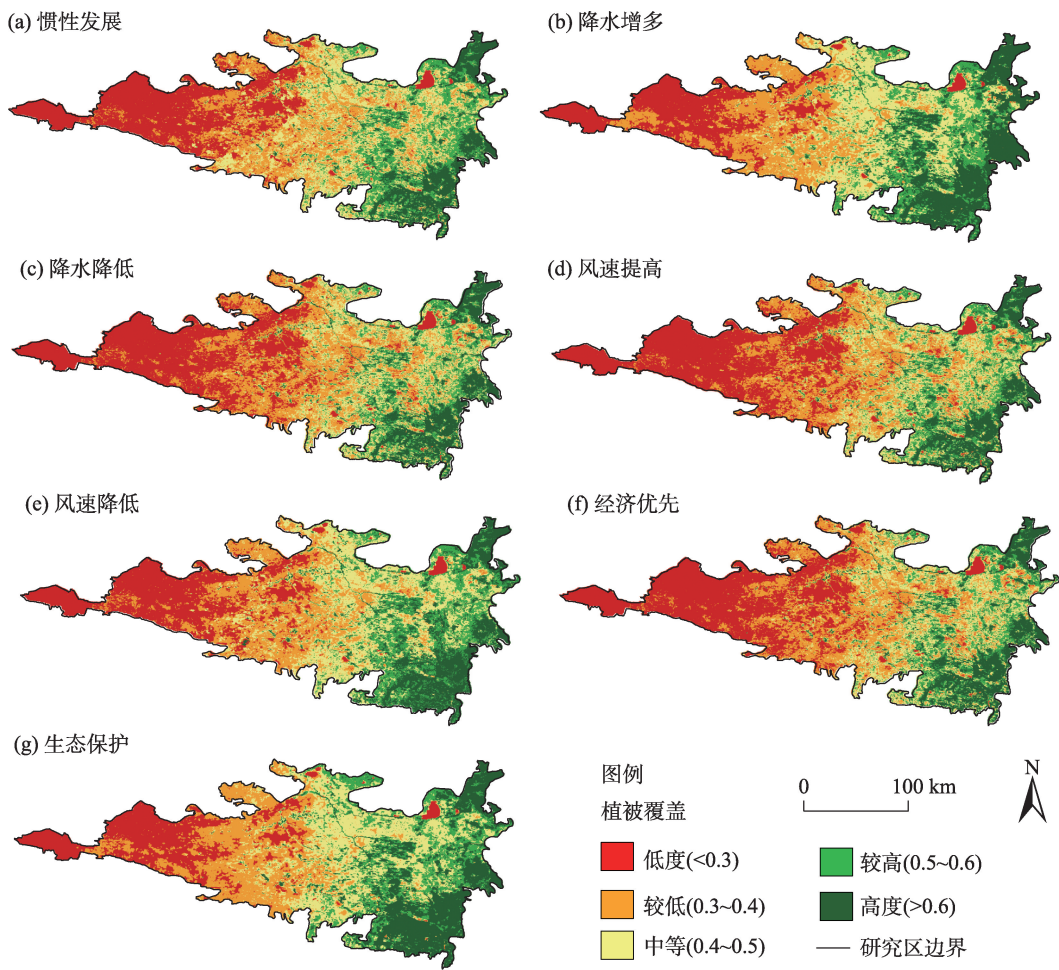 (a) 惯性发展
(b) 降水增多
(c) 降水降低
(d) 风速提高
(e) 风速降低
(f) 经济优先
(g) 生态保护
图例
植被覆盖
低度(<0.3)
较低(0.3~0.4)
中等(0.4~0.5)
较高(0.5~0.6)
高度(>0.6)
研究区边界
0 100 km
N